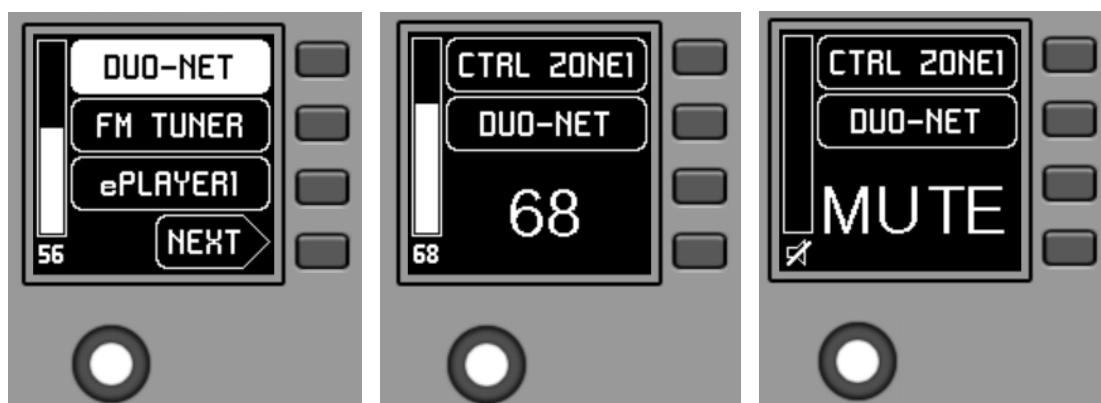 DUO-NET
FM TUNER
ePLAYER1
NEXT
56
CTRL ZONE1
DUO-NET
68
68
CTRL ZONE1
DUO-NET
MUTE